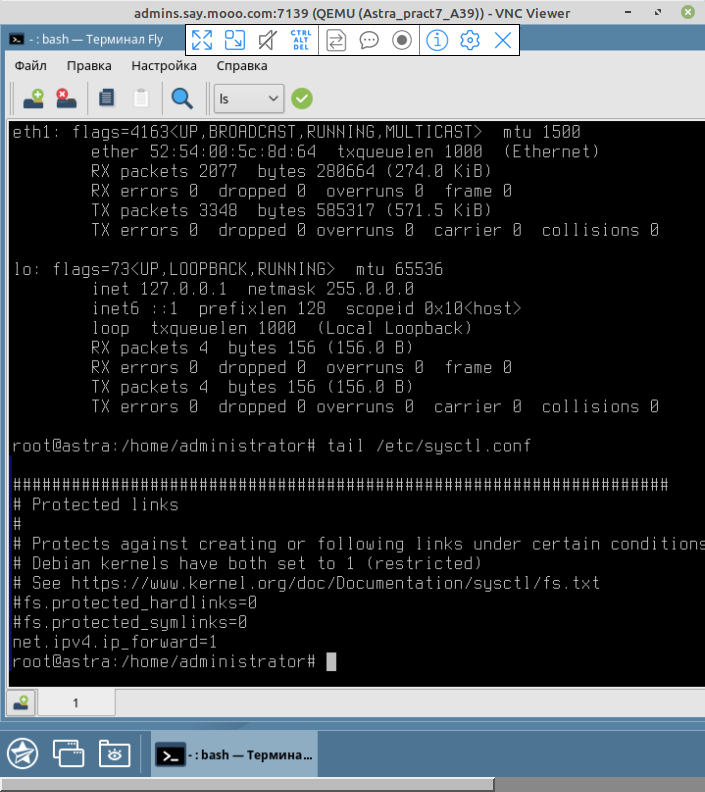 admins.say.mooo.com:7139 (QEMU (Astra_pract7_A39)) - VNC Viewer
- : bash — Терминал Fly
CTRL
ALT
DEL
Файл Правка Настройка Справка
ls
eth1: flags=4163<UP,BROADCAST,RUNNING,MULTICAST>  mtu 1500
ether 52:54:00:5c:8d:64  txqueuelen 1000  (Ethernet)
RX packets 2077  bytes 280664 (274.0 KiB)
RX errors 0  dropped 0  overruns 0  frame 0
TX packets 3348  bytes 585317 (571.5 KiB)
TX errors 0  dropped 0 overruns 0  carrier 0  collisions 0
lo: flags=73<UP,LOOPBACK,RUNNING>  mtu 65536
inet 127.0.0.1  netmask 255.0.0.0
inet6 ::1  prefixlen 128  scopeid 0x10<host>
loop  txqueuelen 1000  (Local Loopback)
RX packets 4  bytes 156 (156.0 B)
RX errors 0  dropped 0  overruns 0  frame 0
TX packets 4  bytes 156 (156.0 B)
TX errors 0  dropped 0 overruns 0  carrier 0  collisions 0
root@astra:/home/administrator# tail /etc/sysctl.conf
###################################################################
# Protected links
#
# Protects against creating or following links under certain conditions
# Debian kernels have both set to 1 (restricted)
# See https://www.kernel.org/doc/Documentation/sysctl/fs.txt
#fs.protected_hardlinks=0
#fs.protected_symlinks=0
net.ipv4.ip_forward=1
root@astra:/home/administrator#
1
- : bash — Термина...